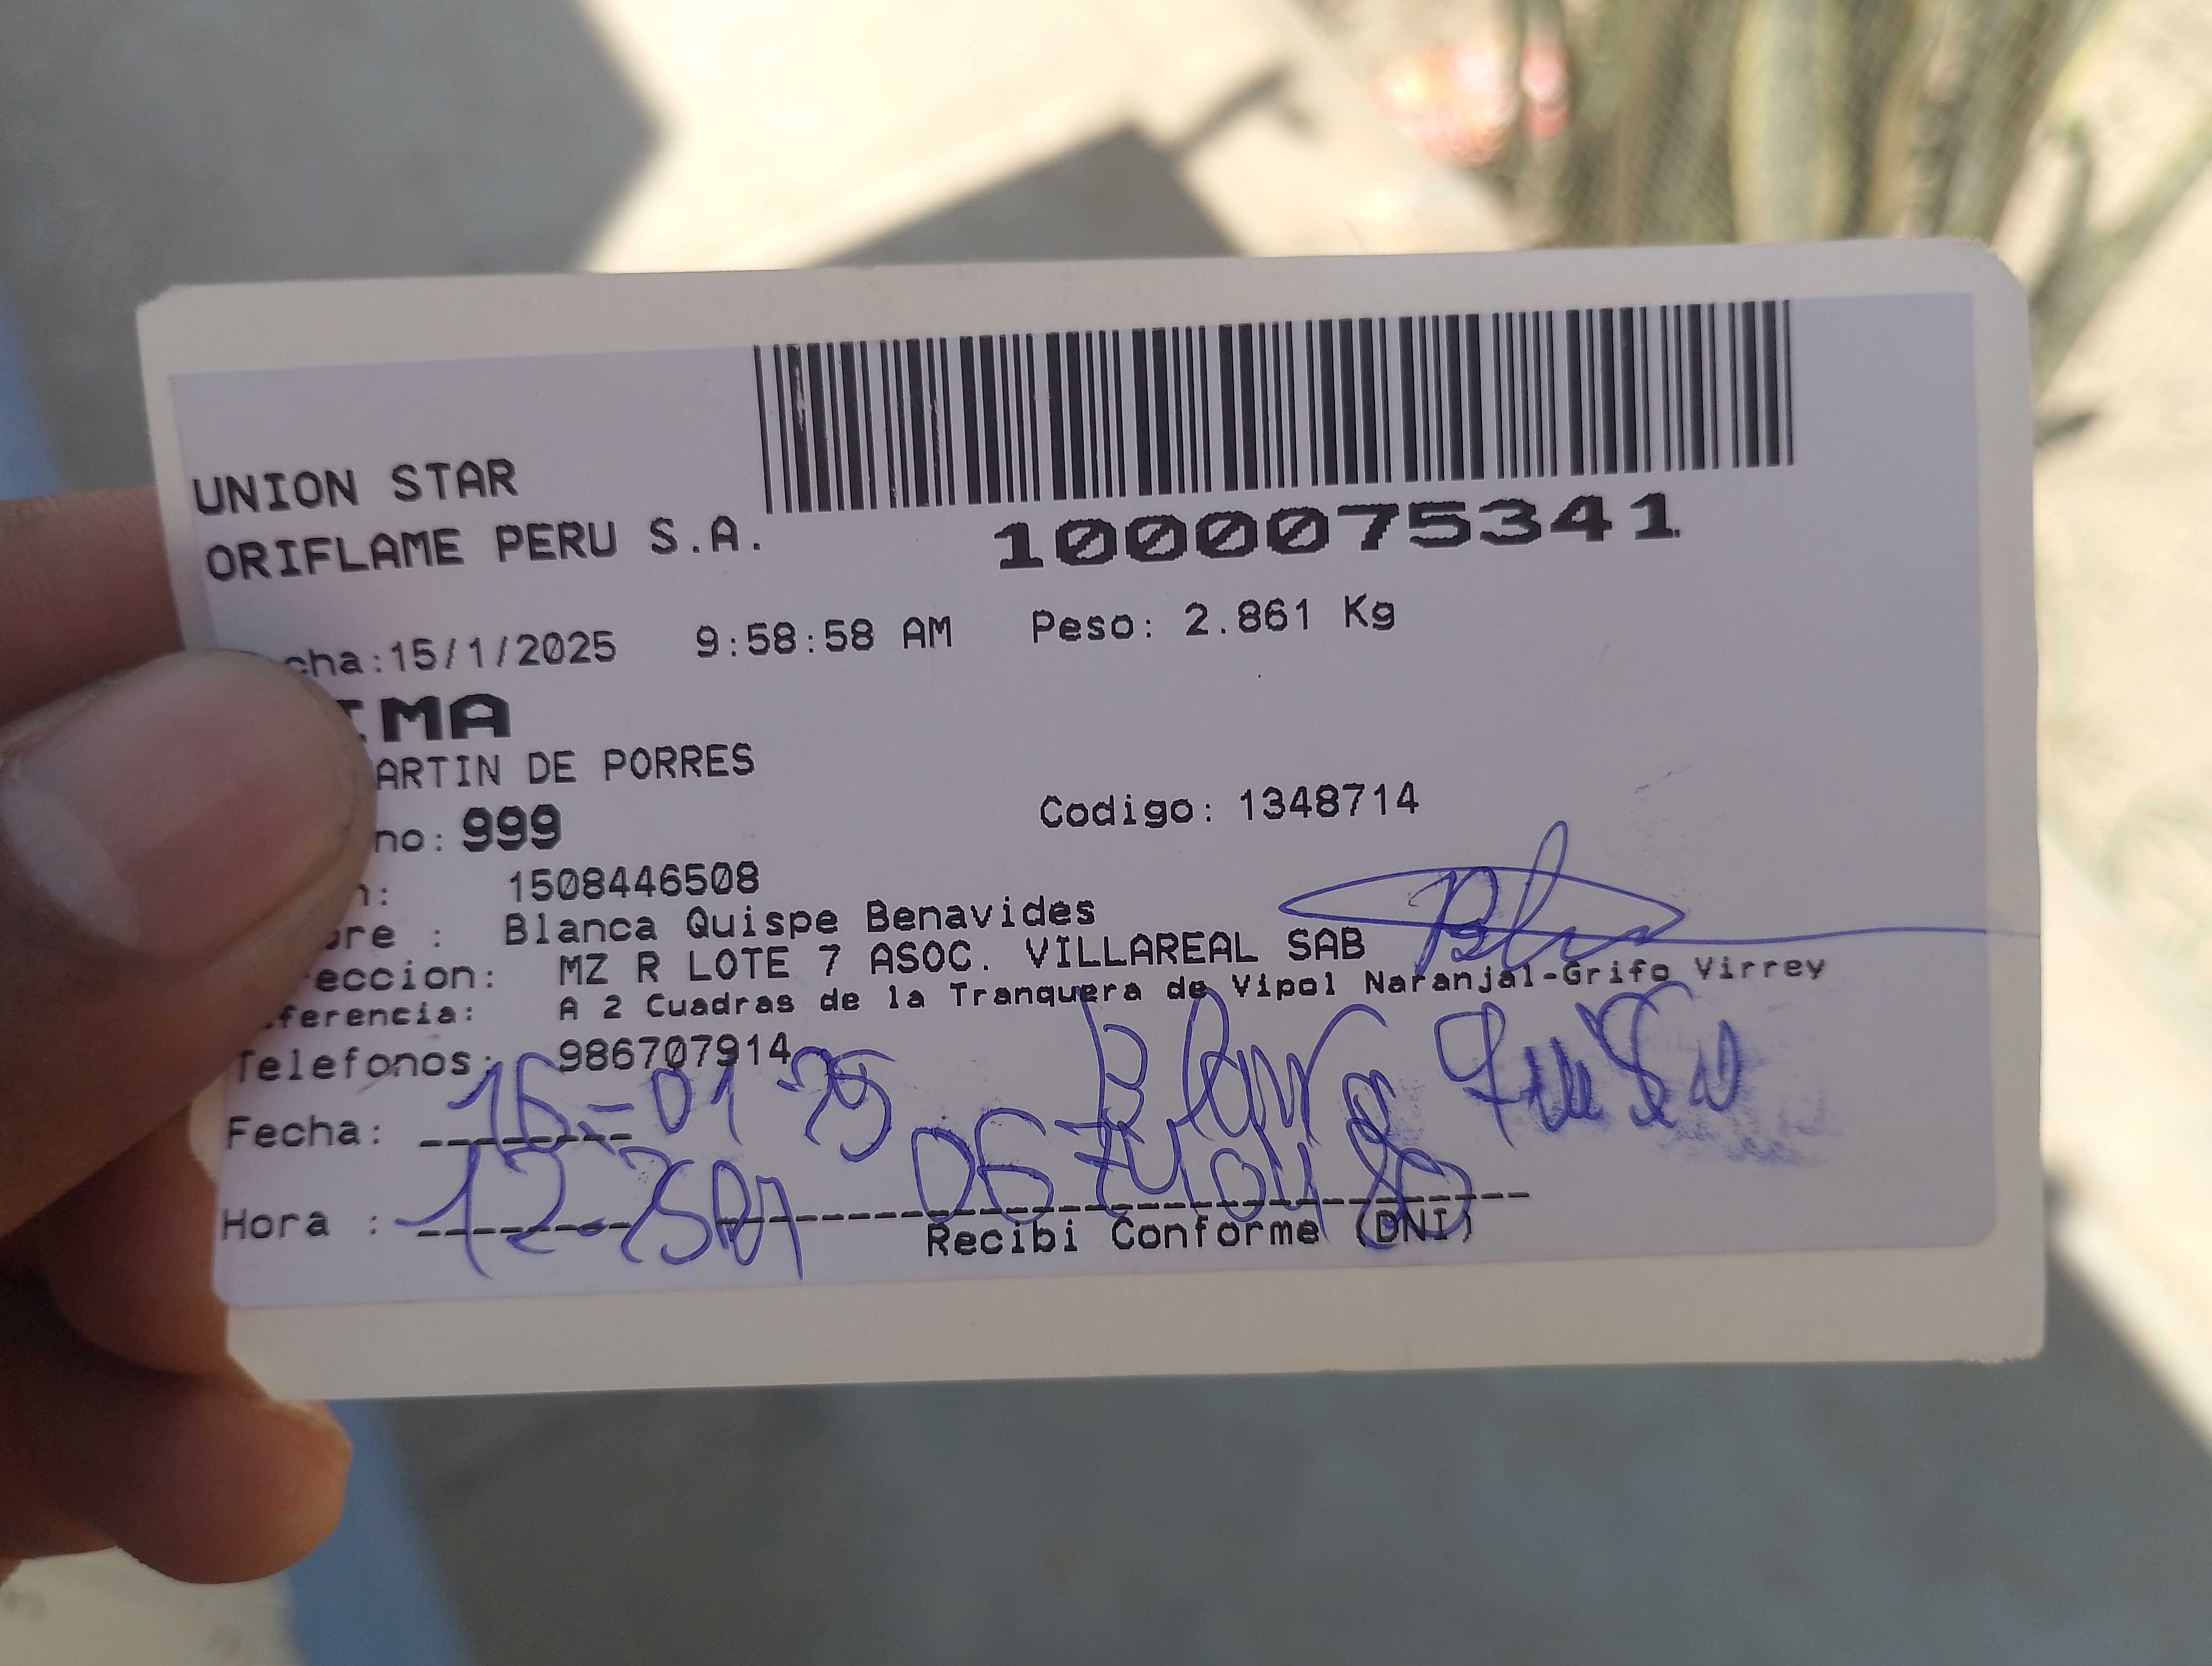 UNION STAR
ORIFLAME PERU S.A.
1000075341
cha:15/1/2025 9:58:58 AM Peso: 2.861 Kg
IMA
ARTIN DE PORRES
no: 999 Codigo: 1348714
n: 1508446508
bre : Blanca Quispe Benavides
eccion: MZ R LOTE 7 ASOC. VILLAREAL SAB
ferencia: A 2 Cuadras de la Tranquera de Vipol Naranjal-Grifo Virrey
Telefonos: 986707914
Fecha: 16-01 25
Hora :
Recibi Conforme (DNI)